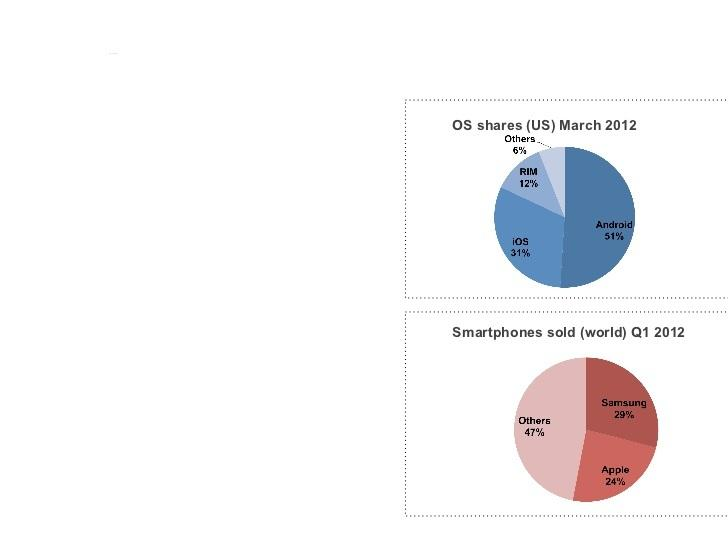 OS shares (US) March 2012
Others
6%
RIM
12%
Android
51%
iOS
31%
Smartphones sold (world) Q1 2012
Samsung
29%
Others
47%
Apple
24%